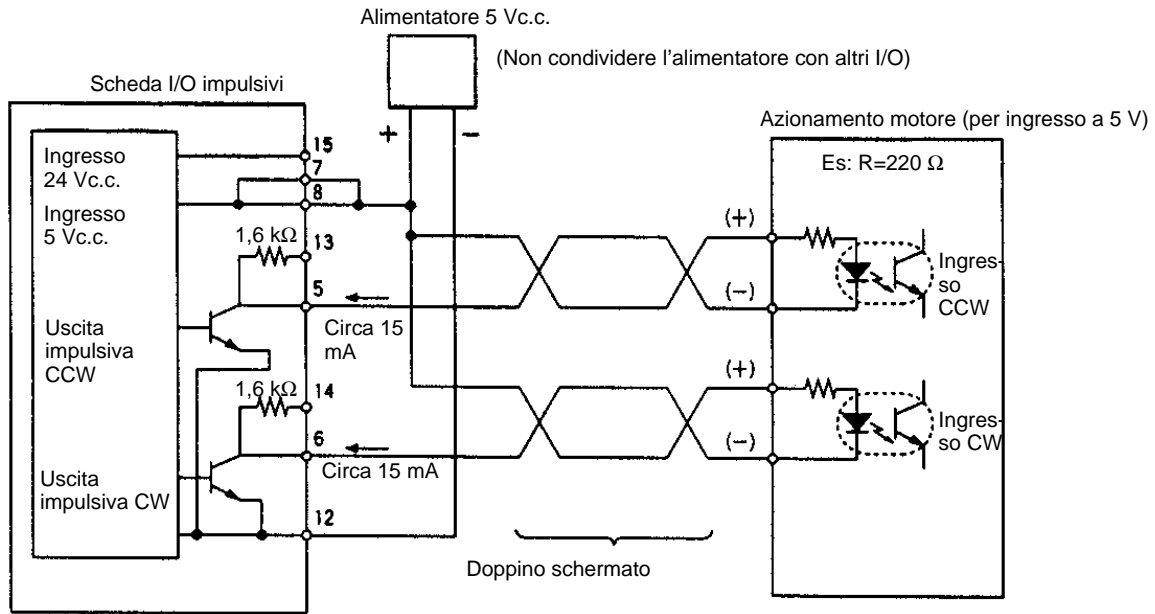 Alimentatore 5 Vc.c.
(Non condividere l'alimentatore con altri I/O)
Scheda I/O impulsivi
+
–
Azionamento motore (per ingresso a 5 V)
Es: R=220 Ω
Ingresso
24 Vc.c.
15
7
8
Ingresso
5 Vc.c.
1,6 kΩ
13
(+)
5
(–)
Ingres-
so
CCW
Circa 15
mA
Uscita
impulsiva
CCW
1,6 kΩ
14
(+)
6
(–)
Ingres-
so CW
Circa 15 mA
Uscita
impulsiva CW
12
Doppino schermato